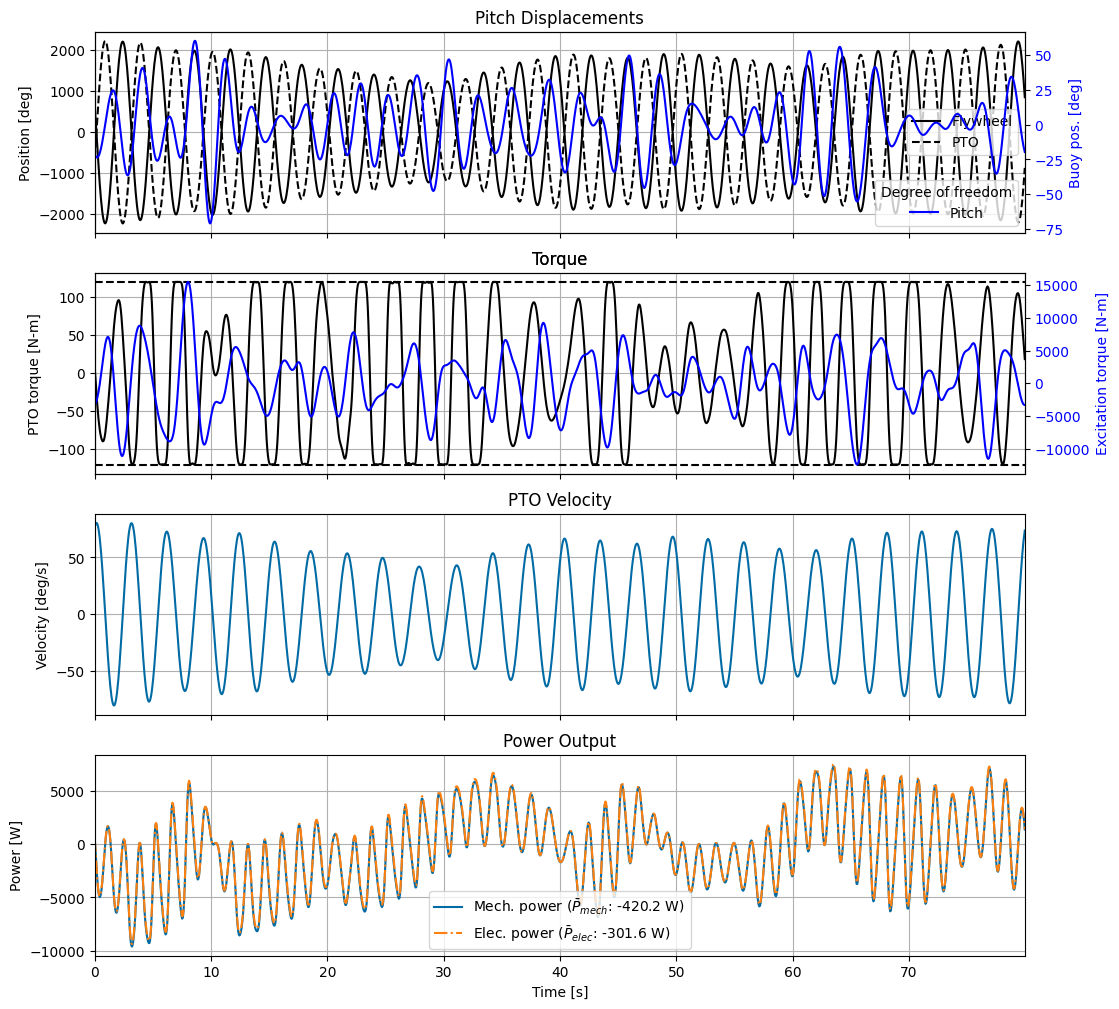 Pitch Displacements
Position [deg]
2000
1000
0
−1000
−2000
50
25
0
−25
−50
−75
Buoy pos. [deg]
Flywheel
PTO
Degree of freedom
Pitch
Torque
PTO torque [N-m]
100
50
0
−50
−100
15000
10000
5000
0
−5000
−10000
Excitation torque [N-m]
PTO Velocity
Velocity [deg/s]
50
0
−50
Power Output
Power [W]
5000
0
−5000
−10000
Mech. power (P̄mech: -420.2 W)
Elec. power (P̄elec: -301.6 W)
0 10 20 30 40 50 60 70
Time [s]